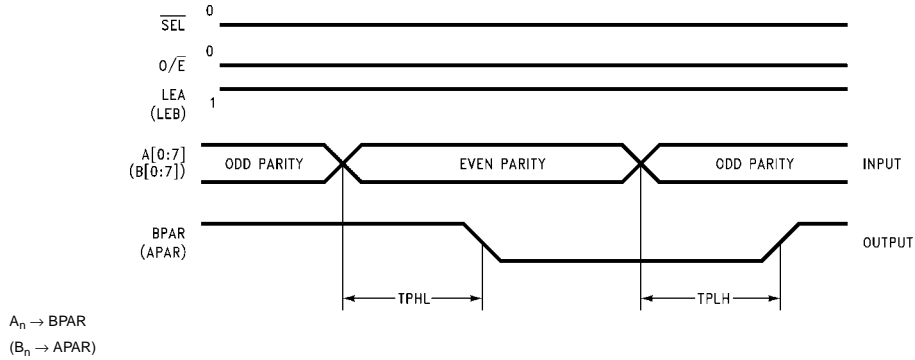 SEL 0
O/E 0
LEA
(LEB) 1
A[0:7]
(B[0:7])
ODD PARITY EVEN PARITY ODD PARITY INPUT
BPAR
(APAR)
OUTPUT
TPHL TPLH
An → BPAR
(Bn → APAR)